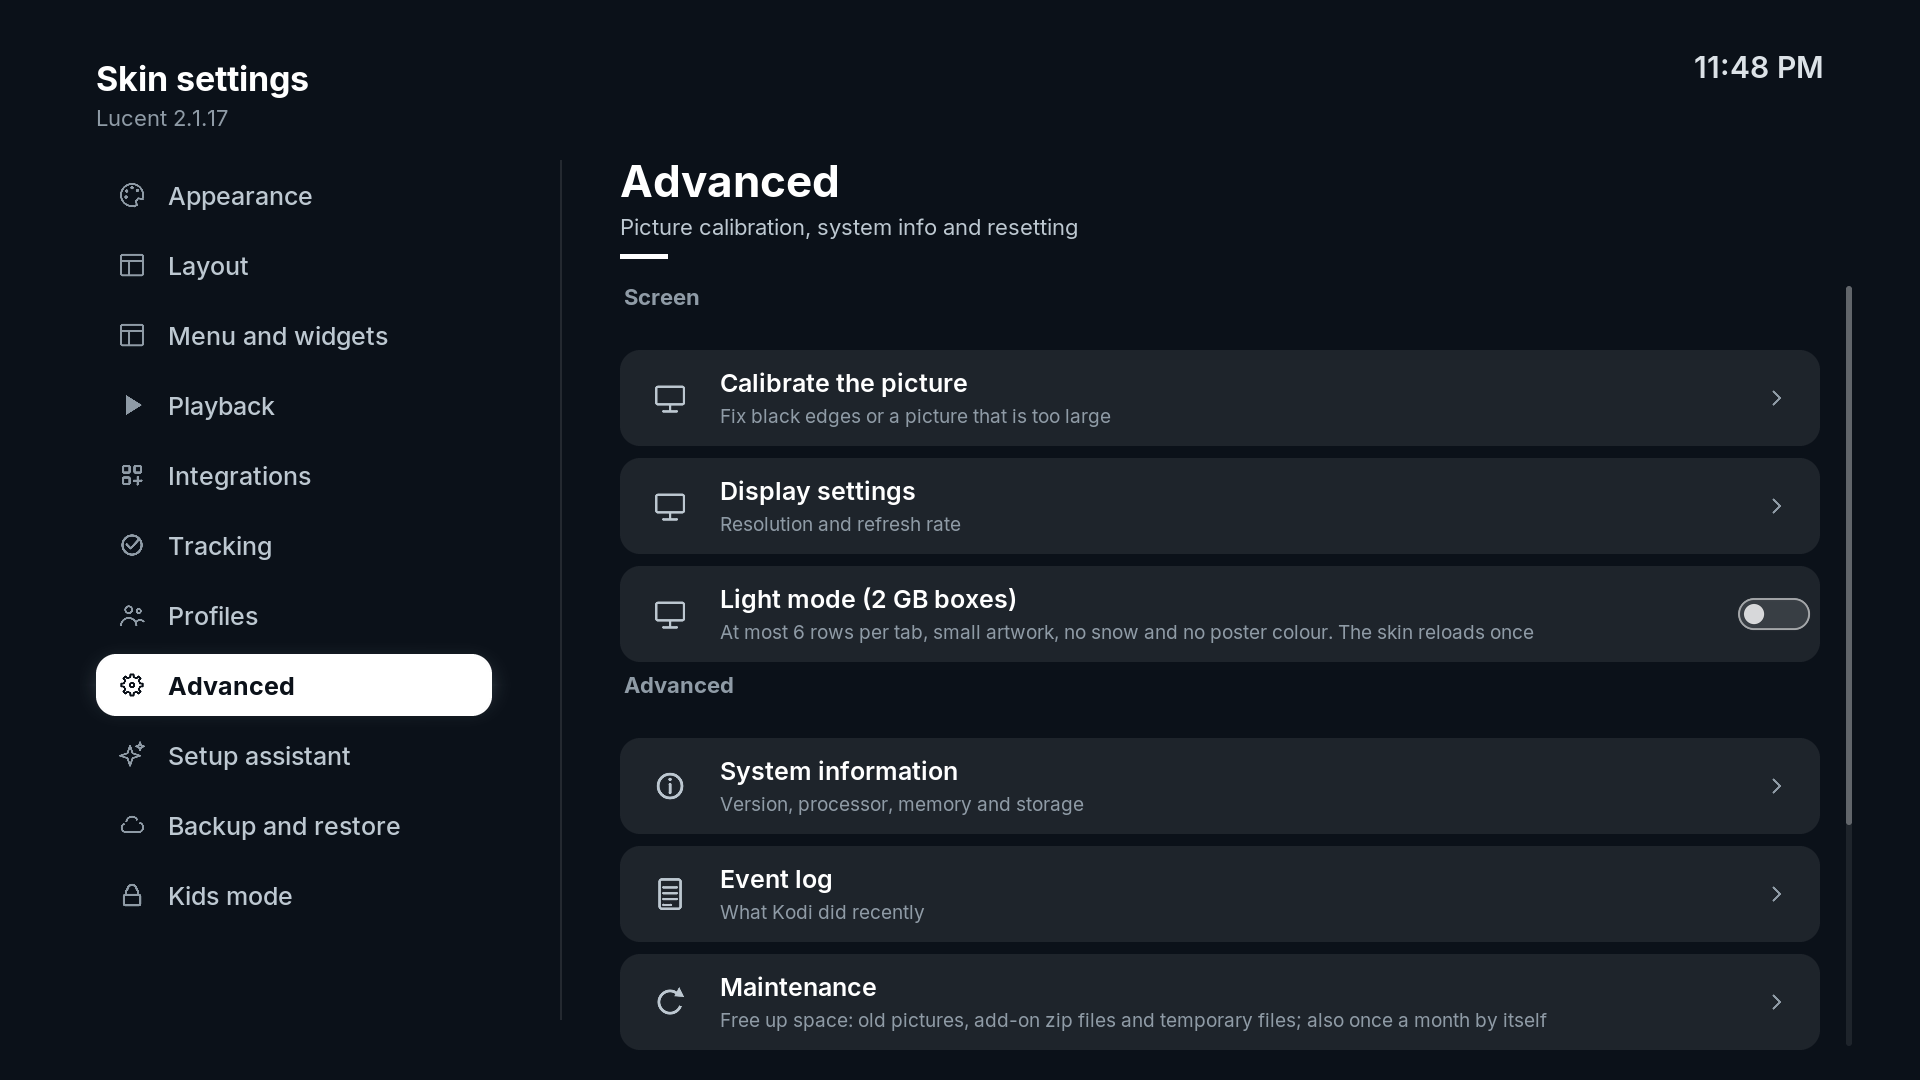 Skin settings
Lucent 2.1.17
11:48 PM
Appearance
Layout
Menu and widgets
Playback
Integrations
Tracking
Profiles
Advanced
Setup assistant
Backup and restore
Kids mode
Advanced
Picture calibration, system info and resetting
Screen
Calibrate the picture
Fix black edges or a picture that is too large
Display settings
Resolution and refresh rate
Light mode (2 GB boxes)
At most 6 rows per tab, small artwork, no snow and no poster colour. The skin reloads once
Advanced
System information
Version, processor, memory and storage
Event log
What Kodi did recently
Maintenance
Free up space: old pictures, add-on zip files and temporary files; also once a month by itself